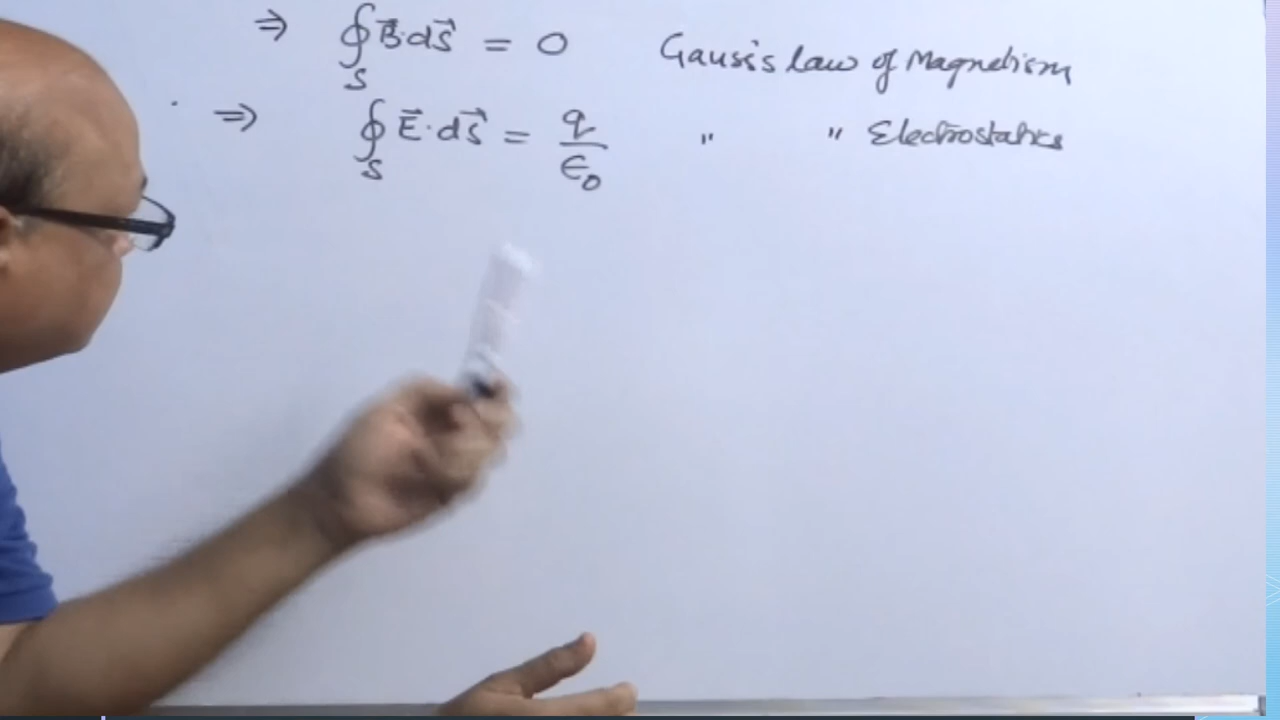 ⇒ ∮_S B⃗·dS⃗ = 0 Gauss's law of Magnetism
⇒ ∮_S E⃗·dS⃗ = q/ε₀ " " Electrostatics